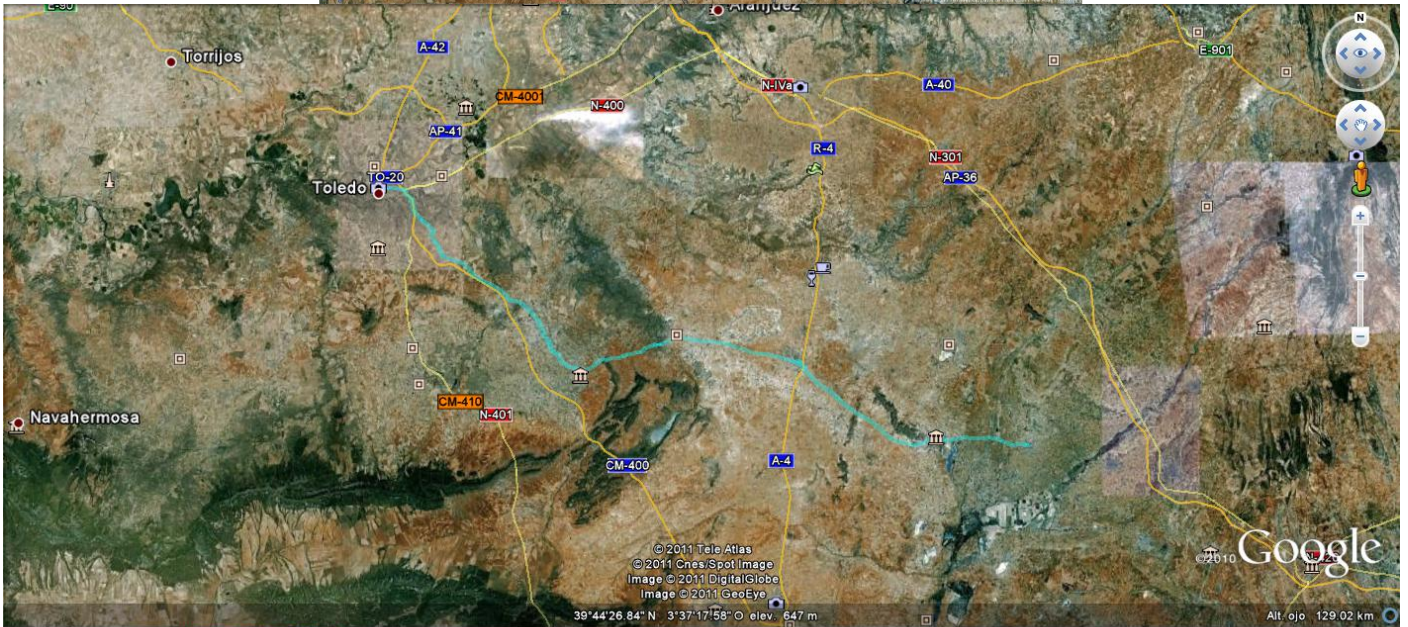 E-90
Aranjuez
Torrijos
A-42
N
E-901
CM-4001
N-IVa
A-40
N-400
AP-41
R-4
N-301
TO-20
AP-36
Toledo
CM-410
N-401
Navahermosa
CM-400
A-4
© 2011 Tele Atlas
© 2011 Cnes/Spot Image
Image © 2011 DigitalGlobe
Image © 2011 GeoEye
©2010 Google
39°44'26.84" N 3°37'17.58" O elev. 647 m
Alt. ojo 129.02 km